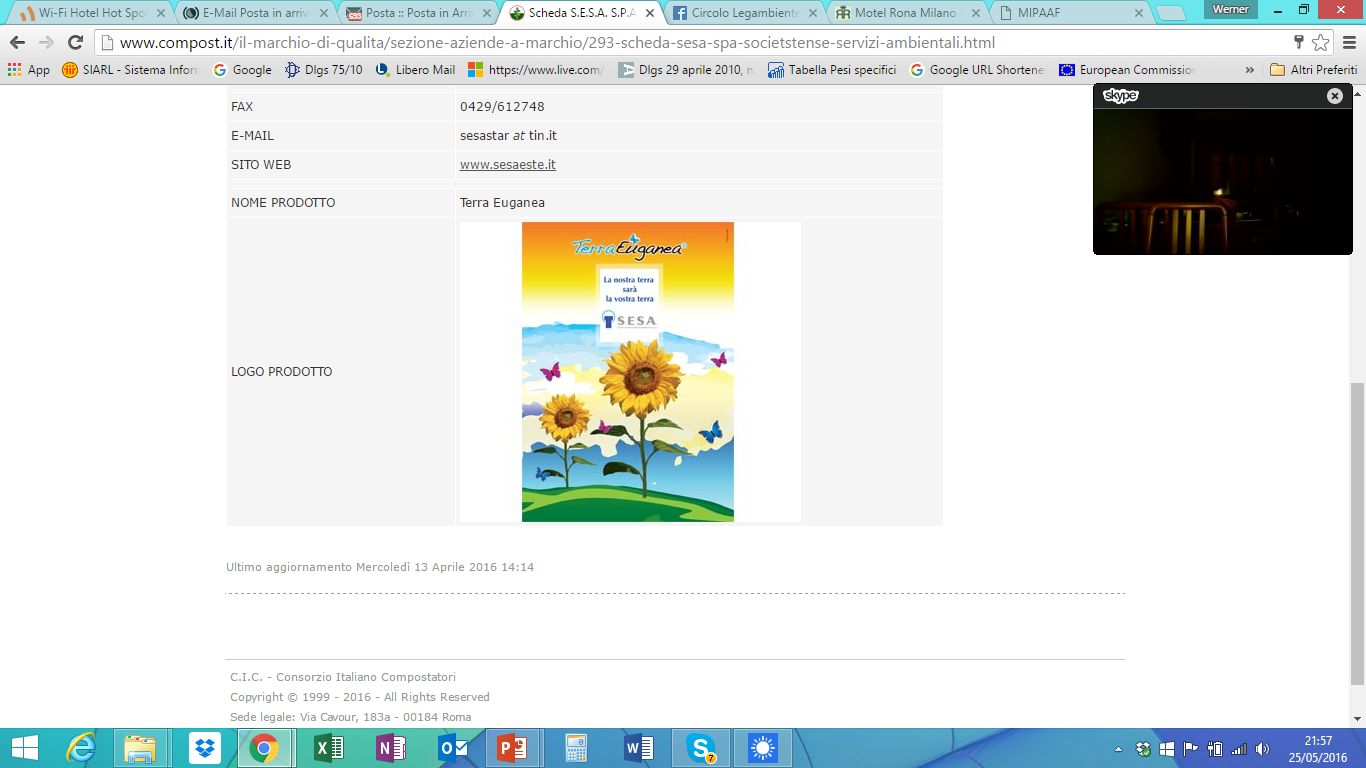 Wi-Fi Hotel Hot Spo
E-Mail Posta in arrive
Posta :: Posta in Arri
Scheda S.E.S.A. S.P.A
Circolo Legambiente
Motel Rona Milano -
MIPAAF
Werner
www.compost.it/il-marchio-di-qualita/sezione-aziende-a-marchio/293-scheda-sesa-spa-societstense-servizi-ambientali.html
App
SIARL - Sistema Inform
Google
Dlgs 75/10
Libero Mail
https://www.live.com/
Dlgs 29 aprile 2010, n
Tabella Pesi specifici
Google URL Shortene
European Commission
»
Altri Preferiti
skype
FAX 0429/612748
E-MAIL sesastar at tin.it
SITO WEB www.sesaeste.it
NOME PRODOTTO Terra Euganea
LOGO PRODOTTO
TerraEuganea®
La nostra terra
sarà
la vostra terra
SESA
Ultimo aggiornamento Mercoledì 13 Aprile 2016 14:14
C.I.C. - Consorzio Italiano Compostatori
Copyright © 1999 - 2016 - All Rights Reserved
Sede legale: Via Cavour, 183a - 00184 Roma
7
21:57
25/05/2016